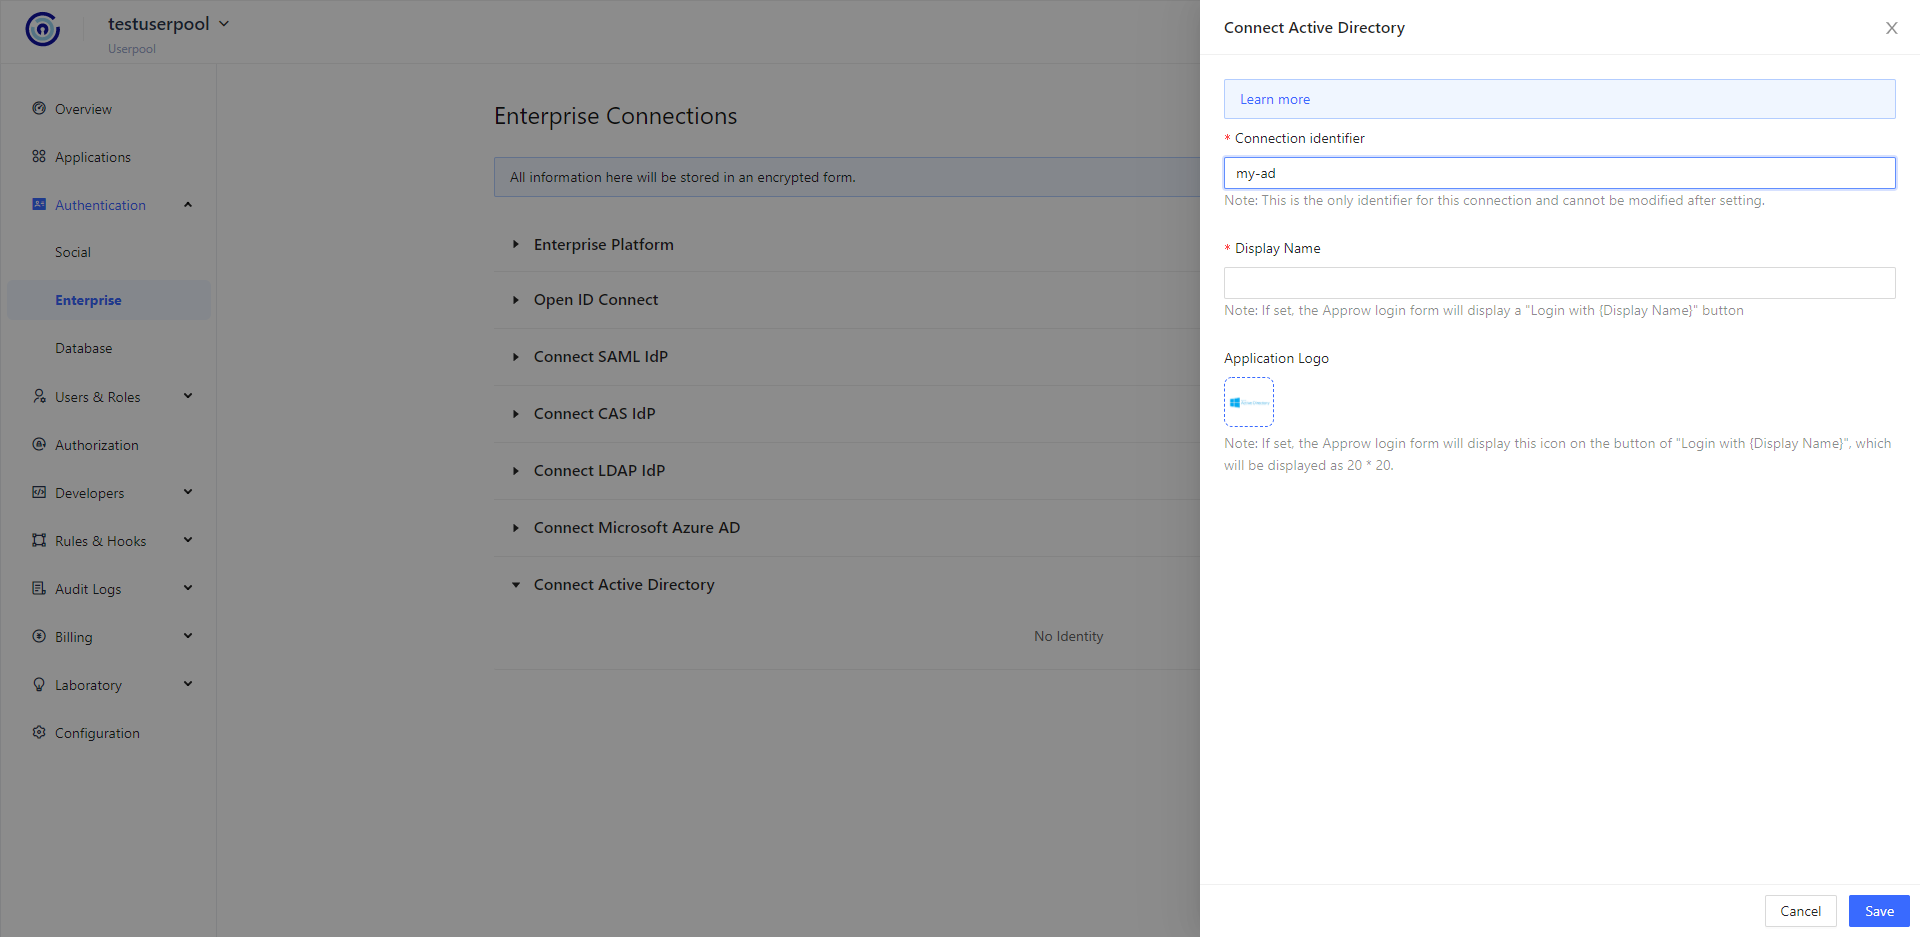 testuserpool
Userpool
Overview
Applications
Authentication
Social
Enterprise
Database
Users & Roles
Authorization
Developers
Rules & Hooks
Audit Logs
Billing
Laboratory
Configuration
Enterprise Connections
All information here will be stored in an encrypted form.
Enterprise Platform
Open ID Connect
Connect SAML IdP
Connect CAS IdP
Connect LDAP IdP
Connect Microsoft Azure AD
Connect Active Directory
No Identity
Connect Active Directory
Learn more
* Connection identifier
my-ad
Note: This is the only identifier for this connection and cannot be modified after setting.
* Display Name
Note: If set, the Approw login form will display a "Login with {Display Name}" button
Application Logo
Note: If set, the Approw login form will display this icon on the button of "Login with {Display Name}", which
will be displayed as 20 * 20.
Cancel
Save